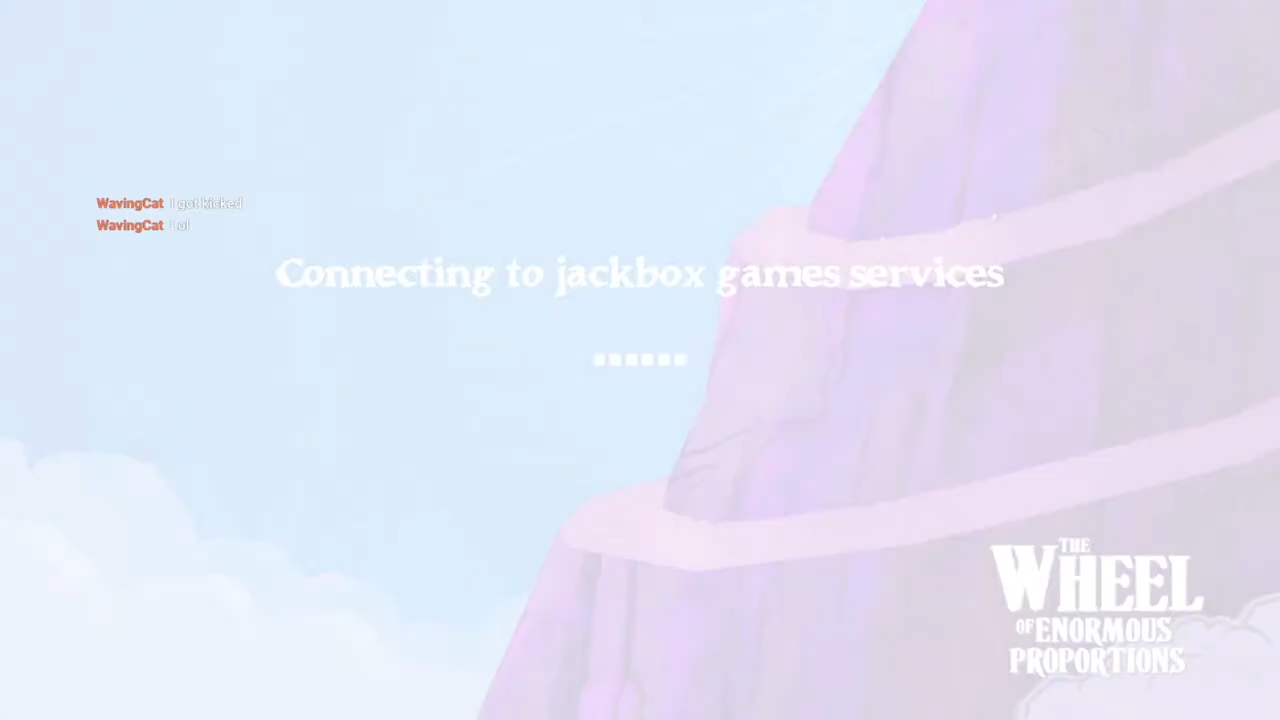 WavingCat I got kicked
WavingCat Lol
Connecting to jackbox games services
THE
WHEEL
OF ENORMOUS
PROPORTIONS